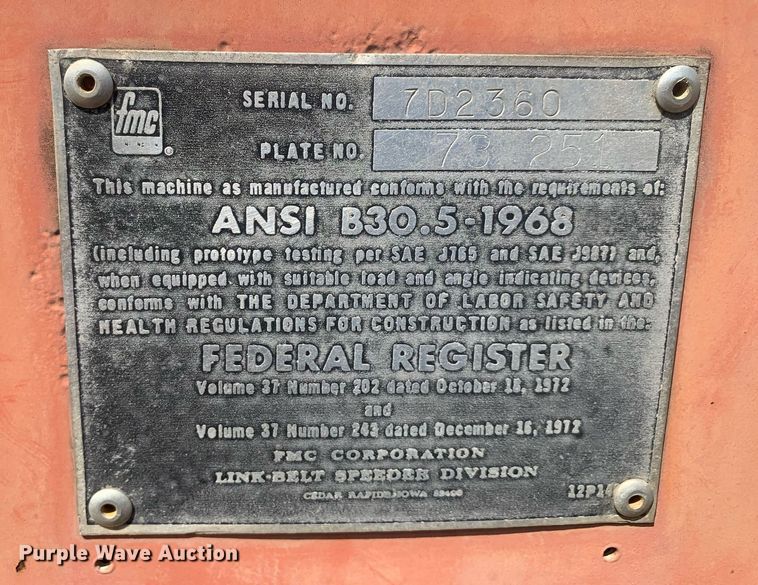 fmc
SERIAL NO. 7D2360
PLATE NO. 73 251
This machine as manufactured conforms with the requirements of:
ANSI B30.5-1968
(including prototype testing per SAE J765 and SAE J987) and,
when equipped with suitable load and angle indicating devices,
conforms with THE DEPARTMENT OF LABOR SAFETY AND
HEALTH REGULATIONS FOR CONSTRUCTION as listed in the:
FEDERAL REGISTER
Volume 37 Number 202 dated October 18, 1972
and
Volume 37 Number 243 dated December 16, 1972
FMC CORPORATION
LINK-BELT SPEEDER DIVISION
CEDAR RAPIDS, IOWA
Purple Wave Auction